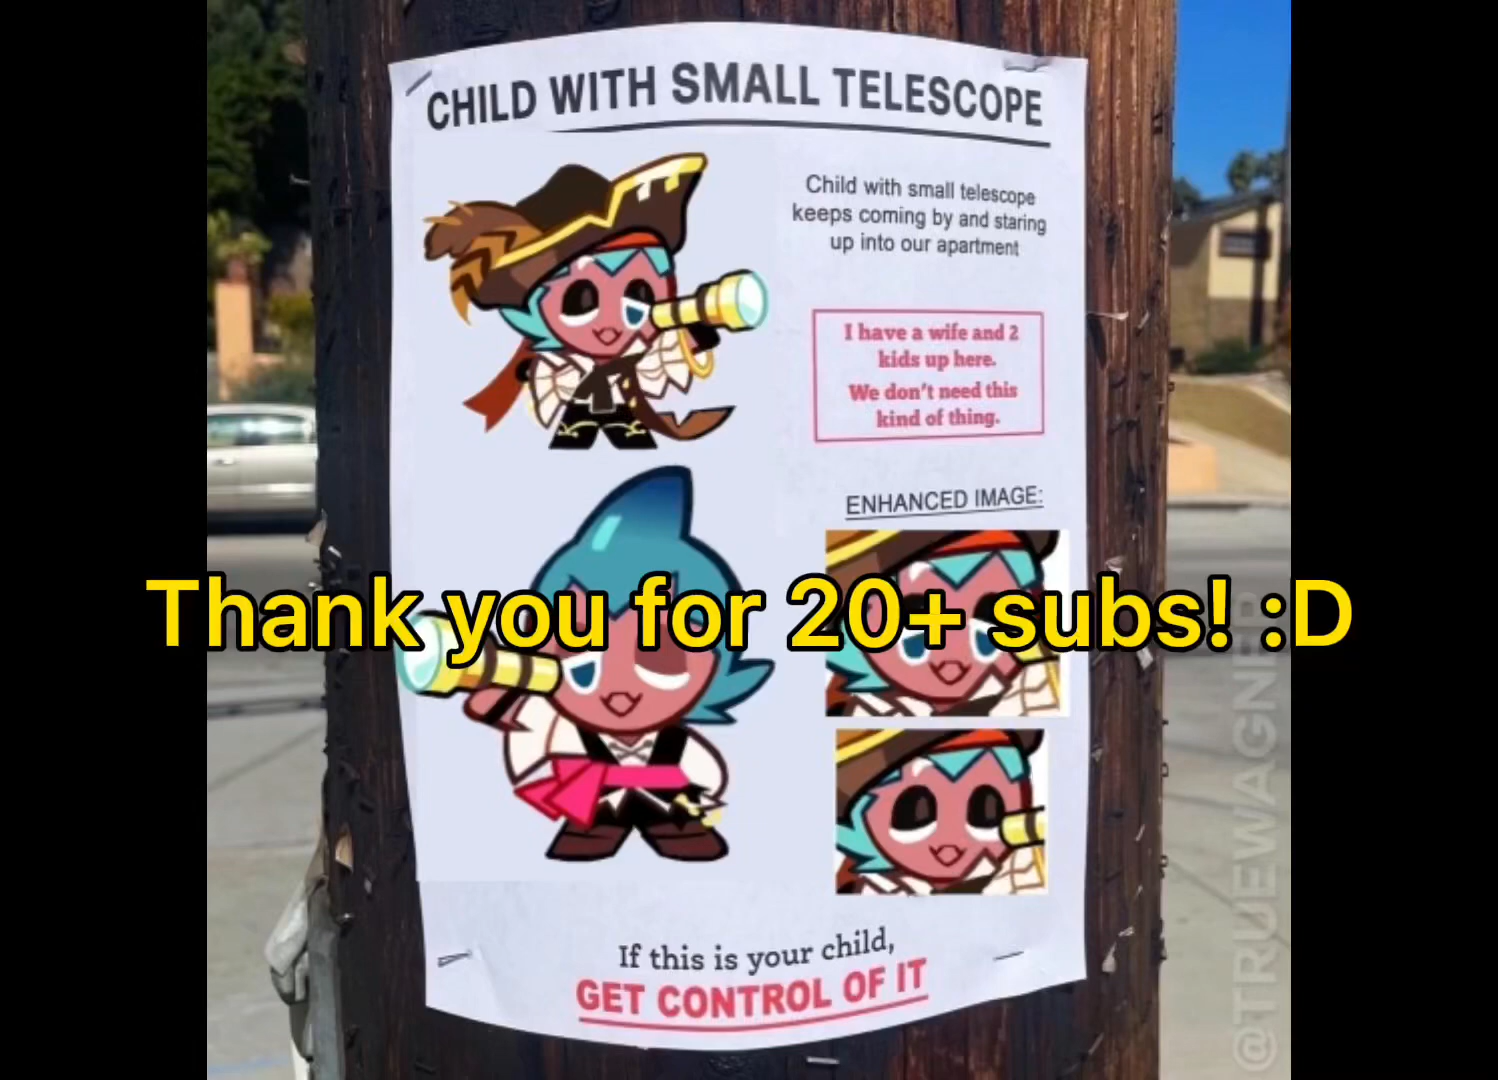 CHILD WITH SMALL TELESCOPE
Child with small telescope
keeps coming by and staring
up into our apartment
I have a wife and 2
kids up here.
We don't need this
kind of thing.
ENHANCED IMAGE:
Thank you for 20+ subs! :D
If this is your child,
GET CONTROL OF IT
@TRUEWAGNER